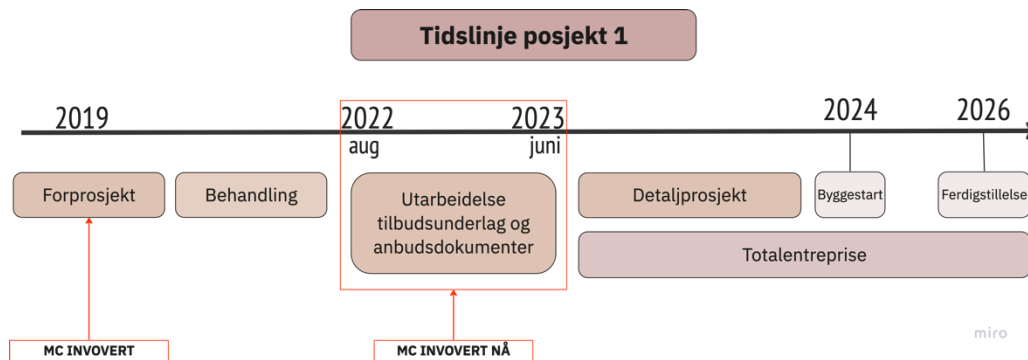 Tidslinje posjekt 1
2019
2022
aug
2023
juni
2024
2026
Forprosjekt
Behandling
Utarbeidelse
tilbudsunderlag og
anbudsdokumenter
Detaljprosjekt
Byggestart
Ferdigstillelse
Totalentreprise
MC INVOVERT
MC INVOVERT NÅ
miro